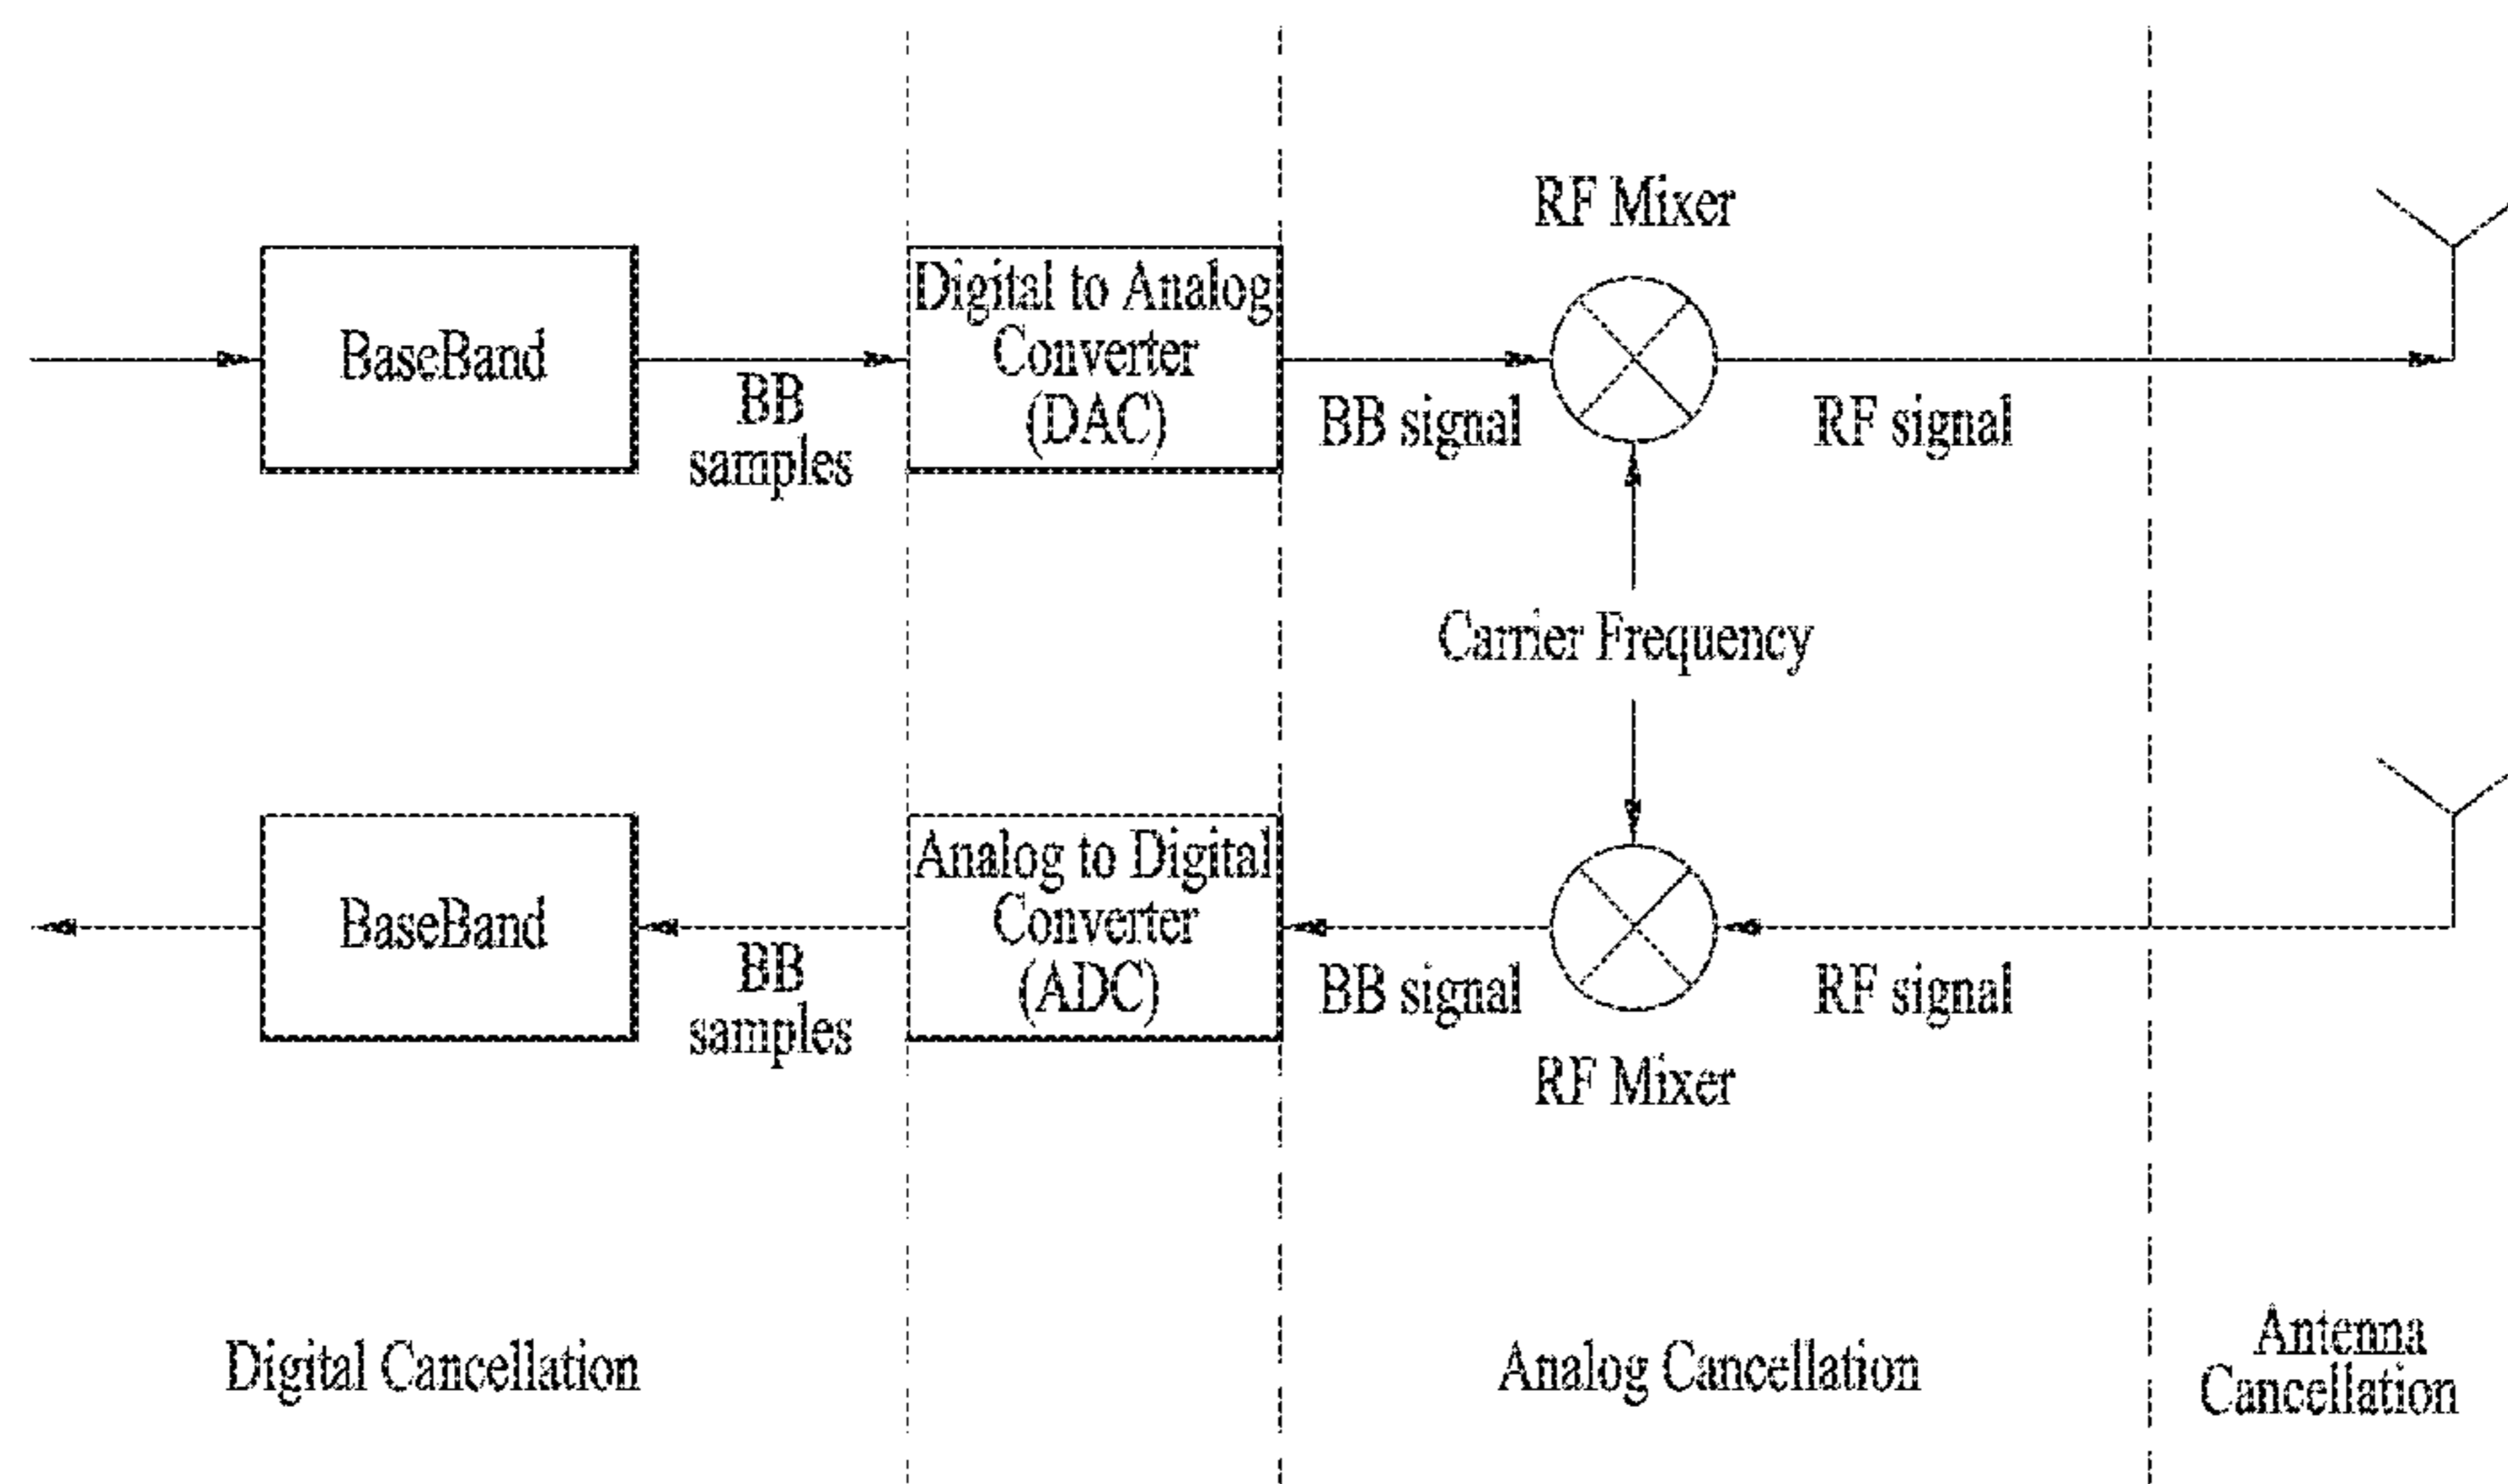 RF Mixer
BaseBand
BB
samples
Digital to Analog
Converter
(DAC)
BB signal
RF signal
Carrier Frequency
BaseBand
BB
samples
Analog to Digital
Converter
(ADC)
BB signal
RF signal
RF Mixer
Digital Cancellation
Analog Cancellation
Antenna
Cancellation